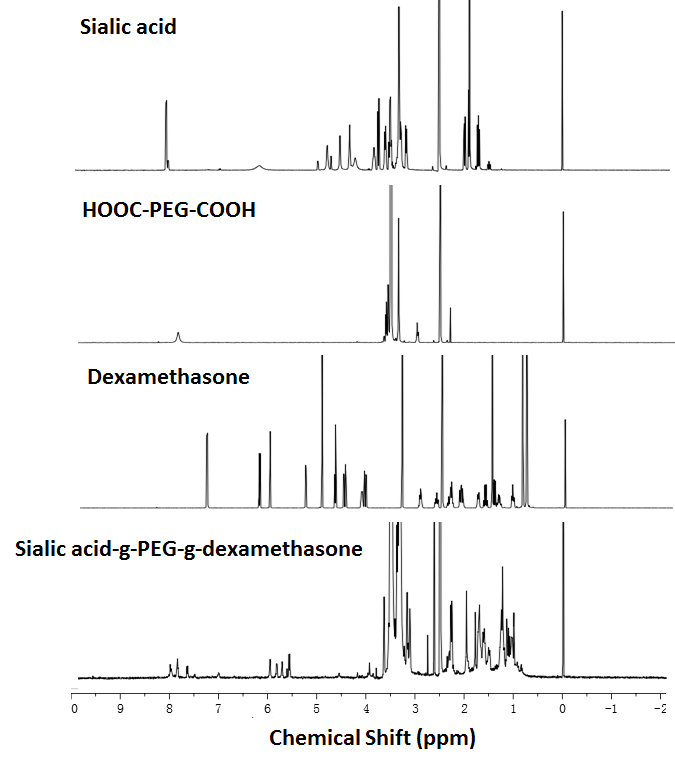 Sialic acid
HOOC-PEG-COOH
Dexamethasone
Sialic acid-g-PEG-g-dexamethasone
0 9 8 7 6 5 4 3 2 1 0 -1 -2
Chemical Shift (ppm)